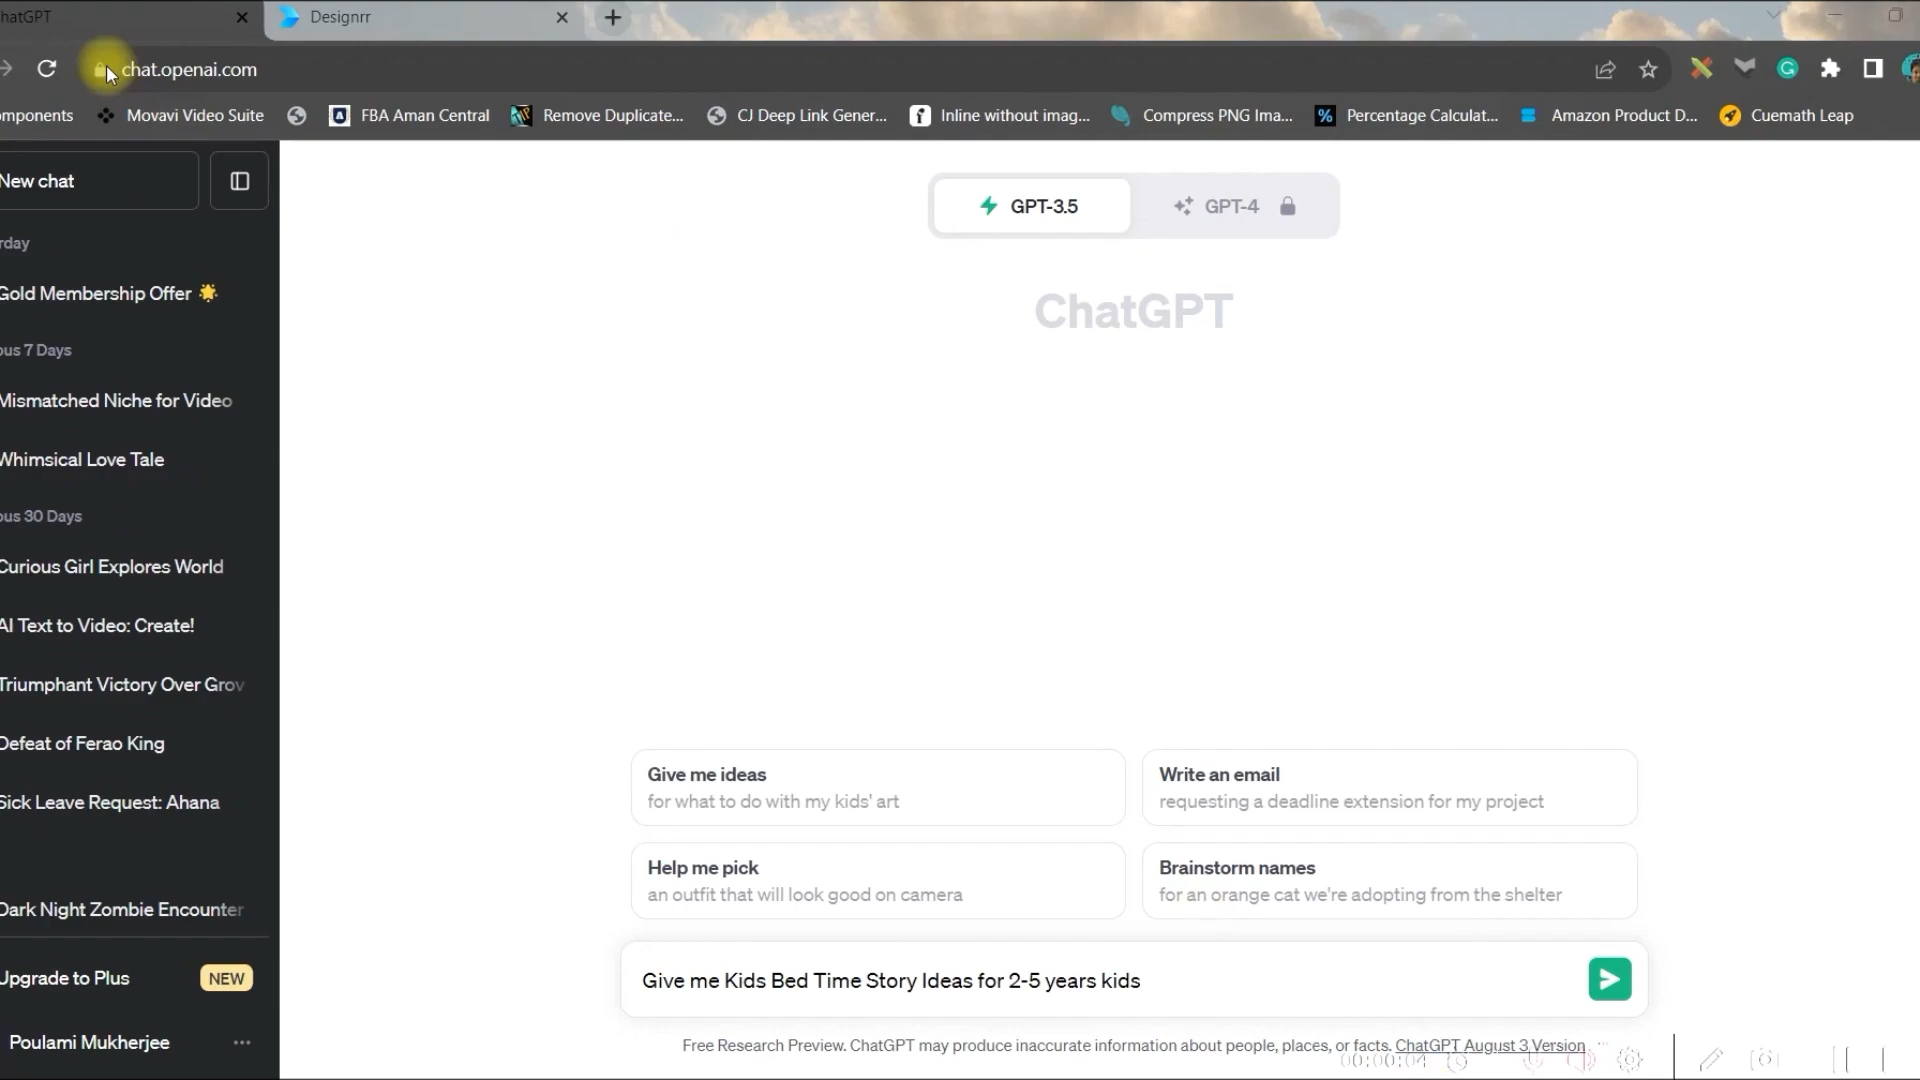 hatGPT
Designrr
chat.openai.com
mponents
Movavi Video Suite
FBA Aman Central
Remove Duplicate...
CJ Deep Link Gener...
Inline without imag...
Compress PNG Ima...
Percentage Calculat...
Amazon Product D...
Cuemath Leap
New chat
GPT-3.5
GPT-4
rday
Gold Membership Offer
ChatGPT
ous 7 Days
Mismatched Niche for Video
Whimsical Love Tale
ous 30 Days
Curious Girl Explores World
AI Text to Video: Create!
Triumphant Victory Over Grov
Defeat of Ferao King
Sick Leave Request: Ahana
Dark Night Zombie Encounter
Upgrade to Plus
NEW
Poulami Mukherjee
Give me ideas
for what to do with my kids' art
Write an email
requesting a deadline extension for my project
Help me pick
an outfit that will look good on camera
Brainstorm names
for an orange cat we're adopting from the shelter
Give me Kids Bed Time Story Ideas for 2-5 years kids
Free Research Preview. ChatGPT may produce inaccurate information about people, places, or facts. ChatGPT August 3 Version
00:00:04